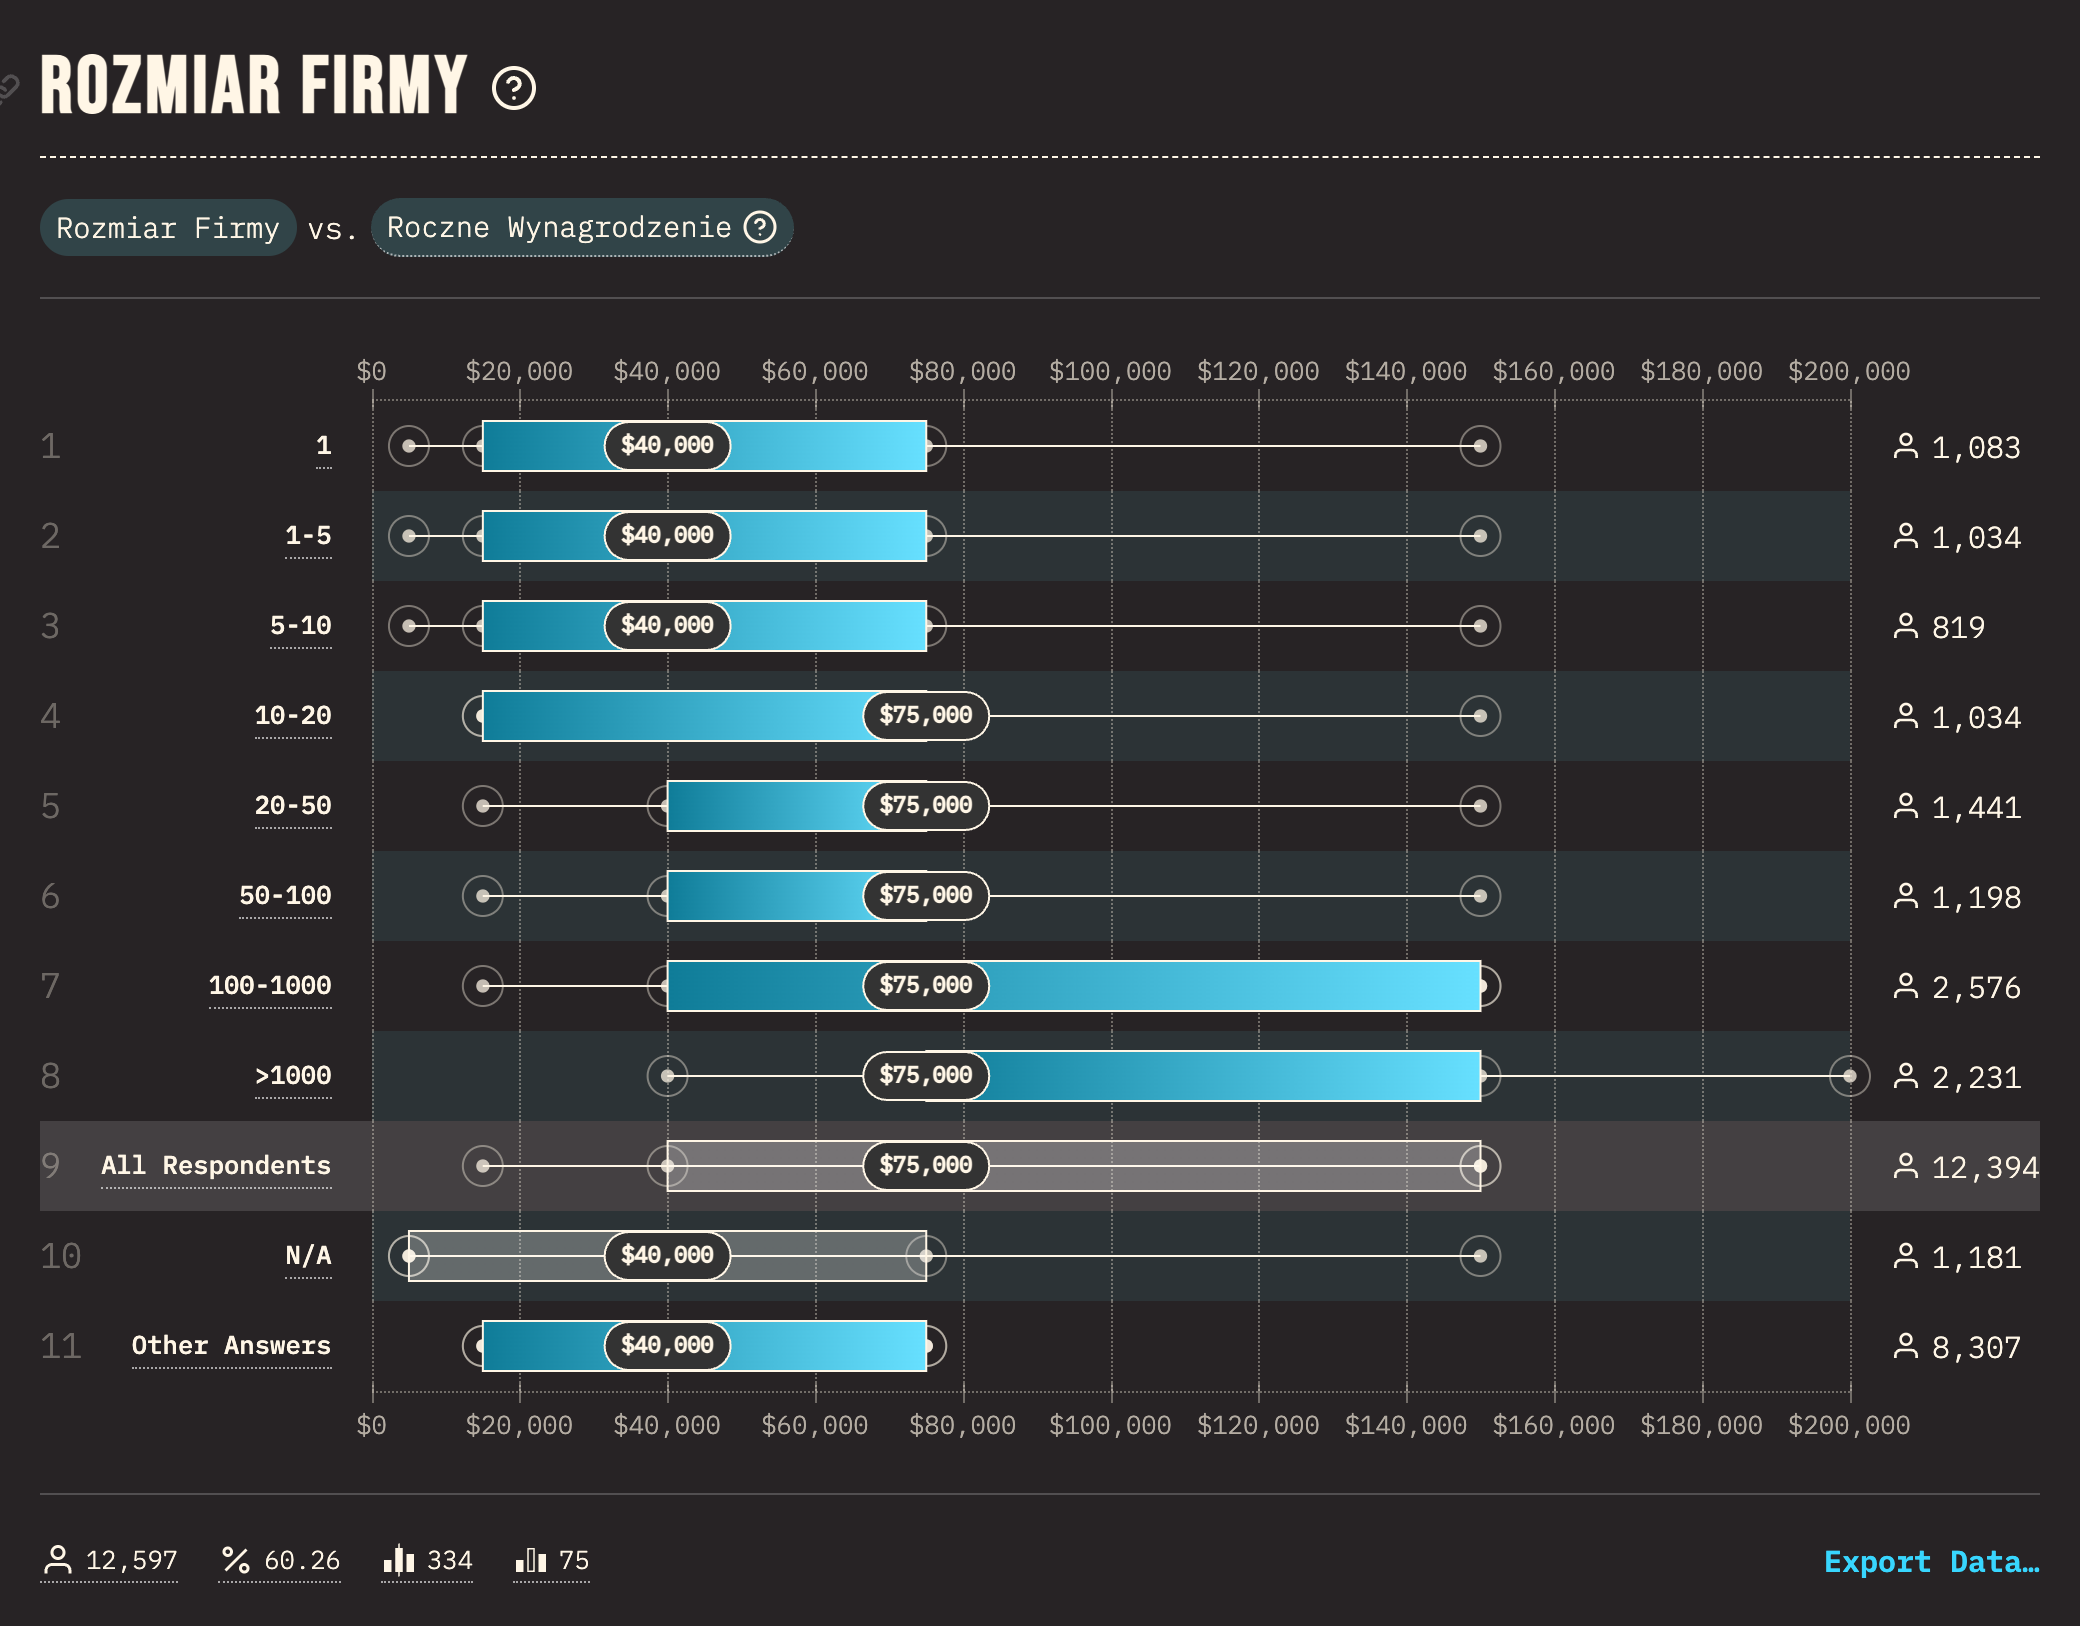 ROZMIAR FIRMY
Rozmiar Firmy vs. Roczne Wynagrodzenie
$0 $20,000 $40,000 $60,000 $80,000 $100,000 $120,000 $140,000 $160,000 $180,000 $200,000
1 1 $40,000 1,083
2 1-5 $40,000 1,034
3 5-10 $40,000 819
4 10-20 $75,000 1,034
5 20-50 $75,000 1,441
6 50-100 $75,000 1,198
7 100-1000 $75,000 2,576
8 >1000 $75,000 2,231
9 All Respondents $75,000 12,394
10 N/A $40,000 1,181
11 Other Answers $40,000 8,307
$0 $20,000 $40,000 $60,000 $80,000 $100,000 $120,000 $140,000 $160,000 $180,000 $200,000
12,597 % 60.26 334 75 Export Data…